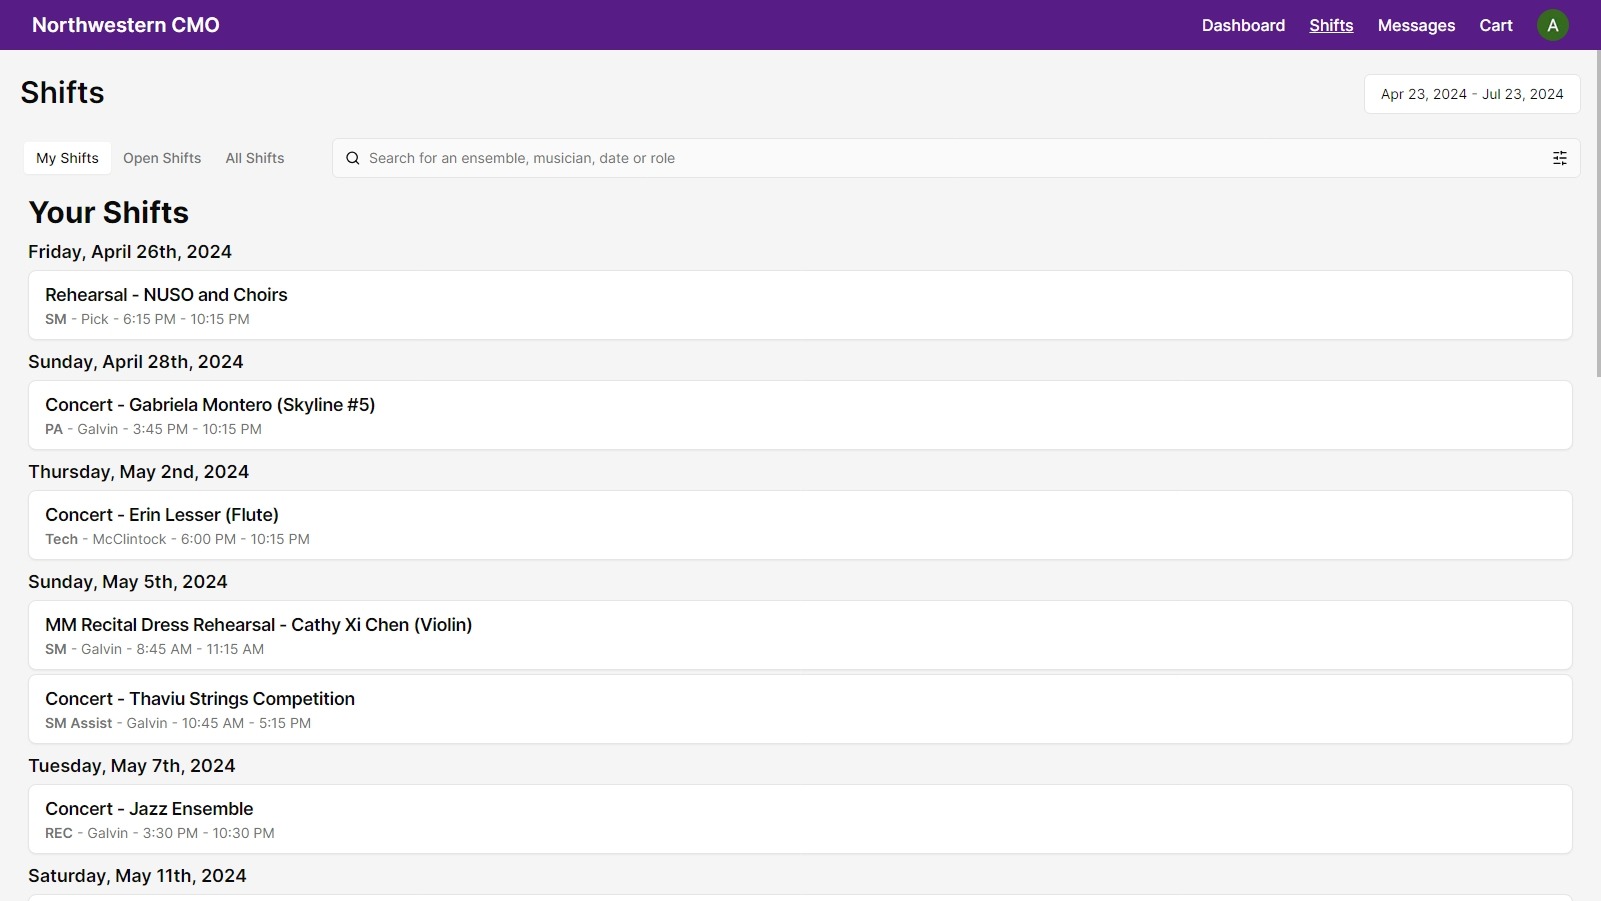 Northwestern CMO
Dashboard
Shifts
Messages
Cart
A
Shifts
Apr 23, 2024 - Jul 23, 2024
My Shifts
Open Shifts
All Shifts
Search for an ensemble, musician, date or role
Your Shifts
Friday, April 26th, 2024
Rehearsal - NUSO and Choirs
SM - Pick - 6:15 PM - 10:15 PM
Sunday, April 28th, 2024
Concert - Gabriela Montero (Skyline #5)
PA - Galvin - 3:45 PM - 10:15 PM
Thursday, May 2nd, 2024
Concert - Erin Lesser (Flute)
Tech - McClintock - 6:00 PM - 10:15 PM
Sunday, May 5th, 2024
MM Recital Dress Rehearsal - Cathy Xi Chen (Violin)
SM - Galvin - 8:45 AM - 11:15 AM
Concert - Thaviu Strings Competition
SM Assist - Galvin - 10:45 AM - 5:15 PM
Tuesday, May 7th, 2024
Concert - Jazz Ensemble
REC - Galvin - 3:30 PM - 10:30 PM
Saturday, May 11th, 2024